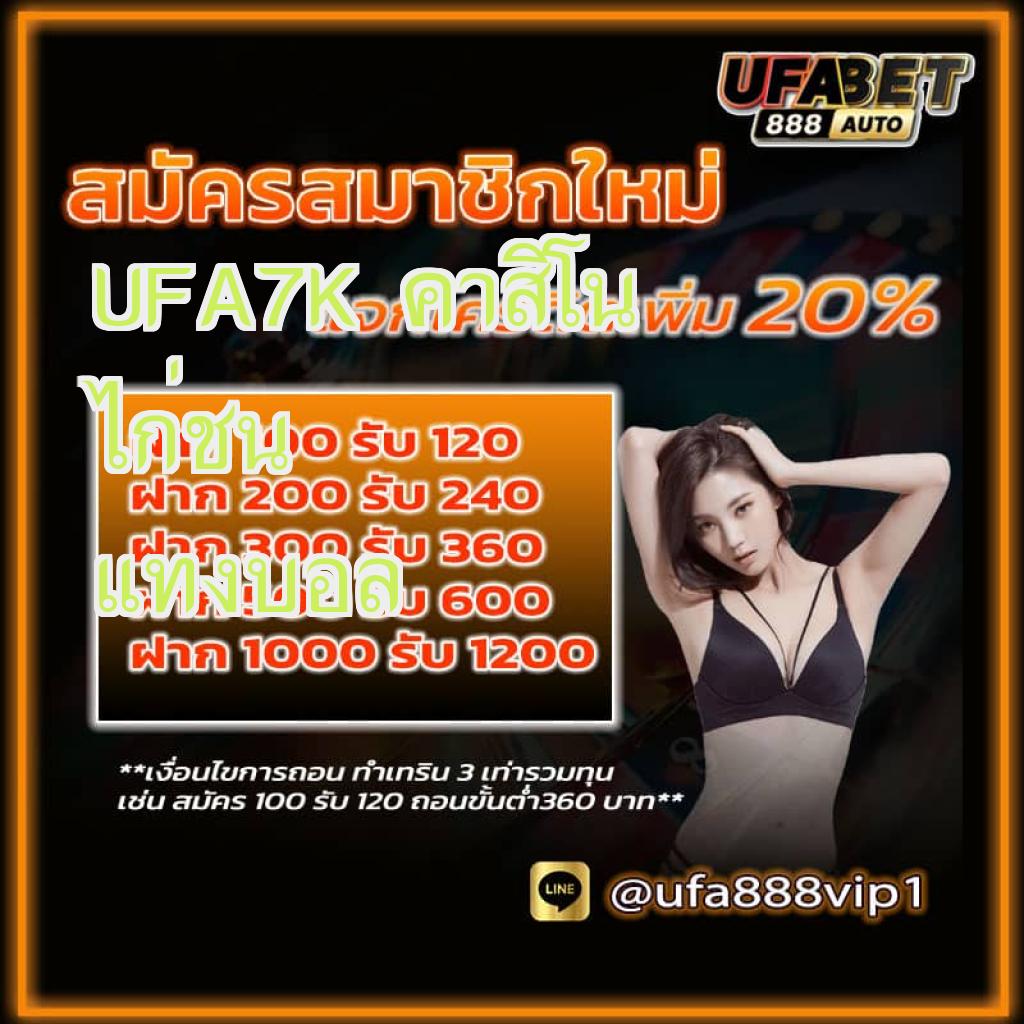 UFABET
888 AUTO
สมัครสมาชิกใหม่
UFA7K คาสิโน
เพิ่ม 20%
ไก่ชน
รับ 120
ฝาก 200 รับ 240
ฝาก 300 รับ 360
แทงบอล
600
ฝาก 1000 รับ 1200
**เงื่อนไขการถอน ทำเทริน 3 เท่ารวมทุน
เช่น สมัคร 100 รับ 120 ถอนขั้นต่ำ360 บาท**
LINE @ufa888vip1